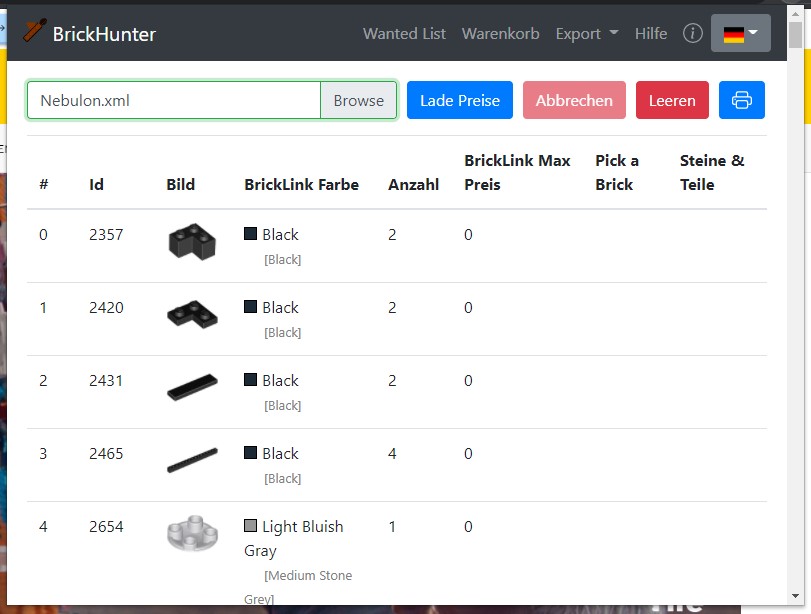 BrickHunter
Wanted List Warenkorb Export Hilfe
Nebulon.xml Browse Lade Preise Abbrechen Leeren
# Id Bild BrickLink Farbe Anzahl BrickLink Max Preis Pick a Brick Steine & Teile
0 2357 Black 2 0
[Black]
1 2420 Black 2 0
[Black]
2 2431 Black 2 0
[Black]
3 2465 Black 4 0
[Black]
4 2654 Light Bluish 1 0
Gray
[Medium Stone
Grey]